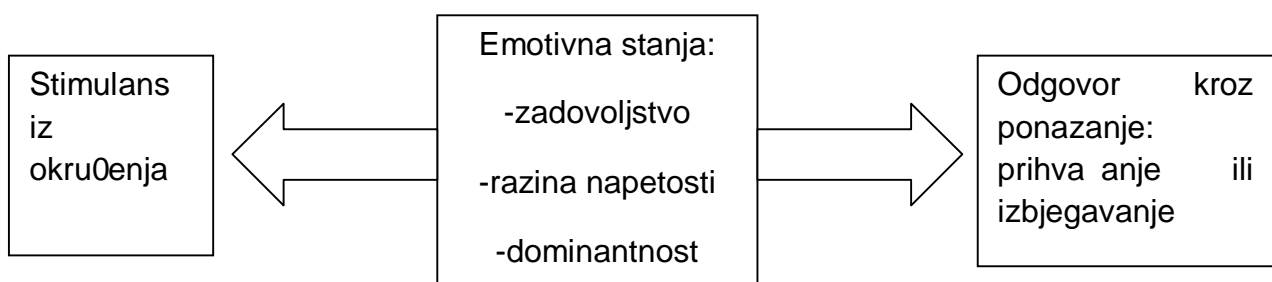 Stimulans
iz
okru0enja
Emotivna stanja:
-zadovoljstvo
-razina napetosti
-dominantnost
Odgovor kroz
ponazanje:
prihva anje ili
izbjegavanje